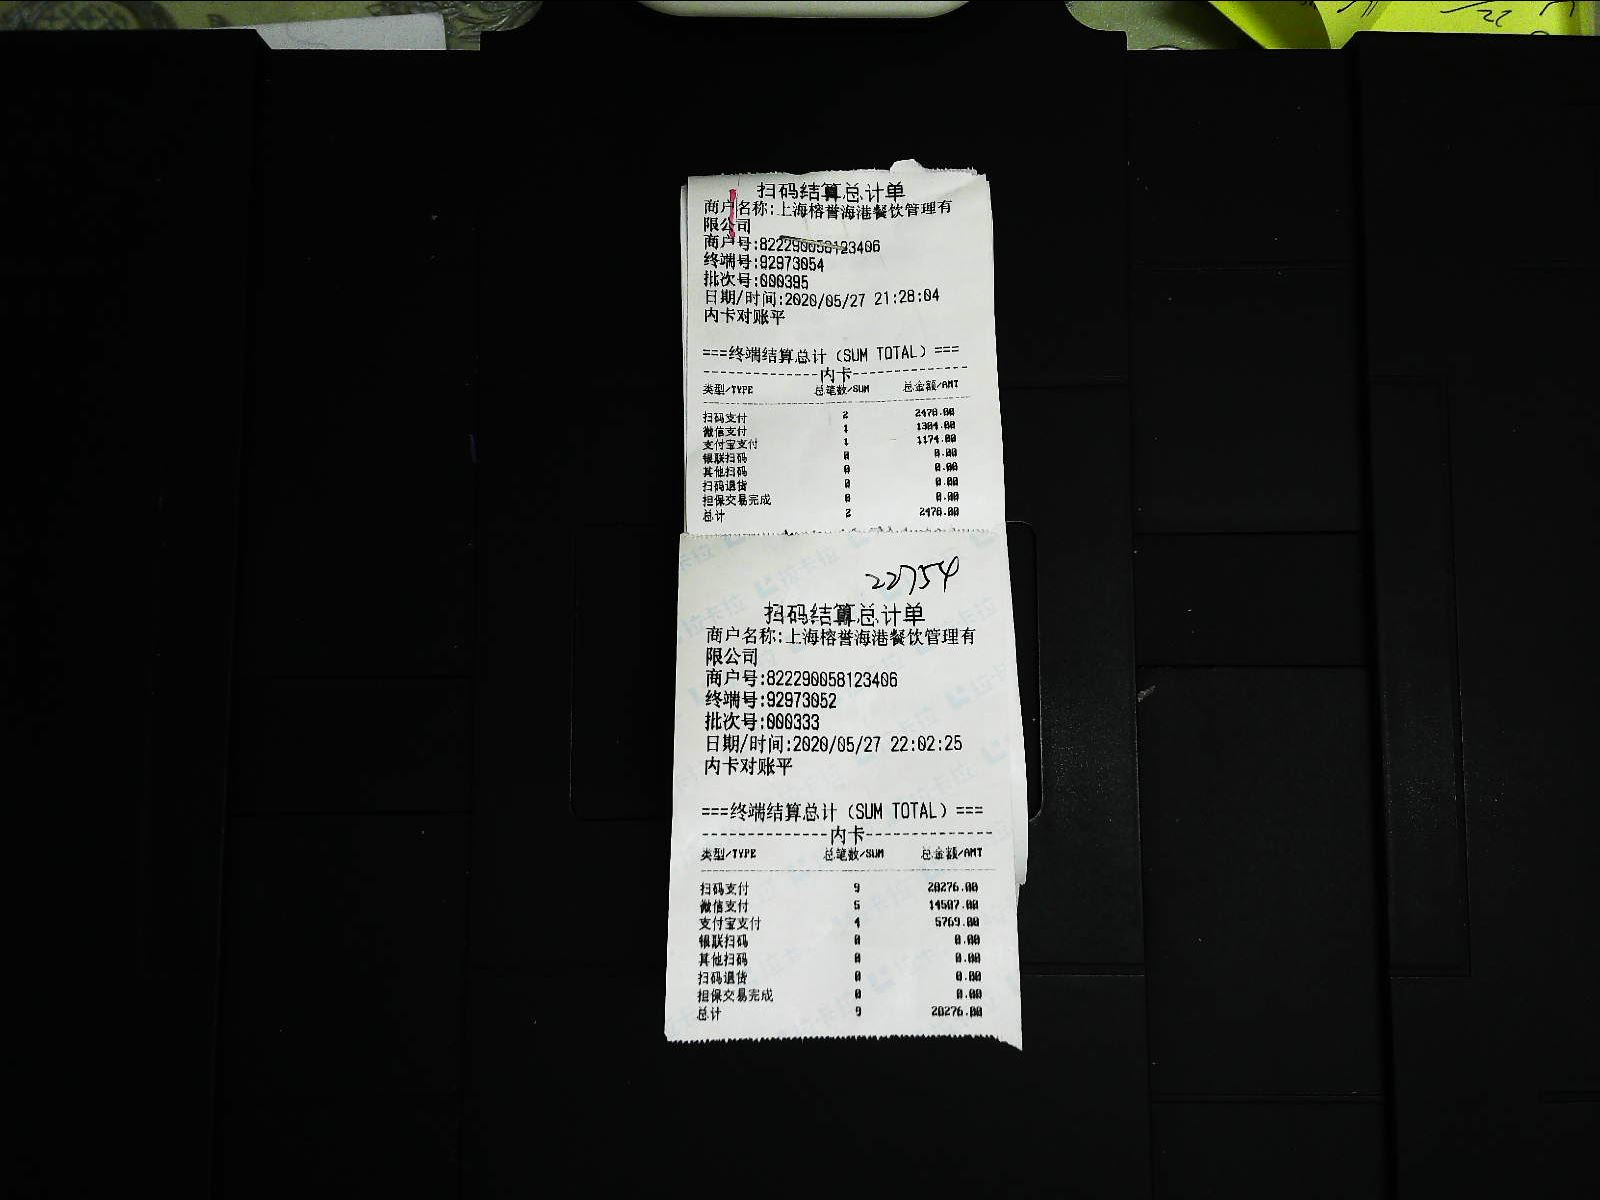 扫码结算总计单
商户名称:上海榕誉海港餐饮管理有
限公司
商户号:822290058123406
终端号:92973054
批次号:000395
日期/时间:2020/05/27 21:28:04
内卡对账平
===终端结算总计（SUM TOTAL）===
内卡
类型/TYPE 总笔数/SUM 总金额/AMT
扫码支付 2 2478.00
微信支付 1 1304.00
支付宝支付 1 1174.00
银联扫码 0 0.00
其他扫码 0 0.00
扫码退货 0 0.00
担保交易完成 0 0.00
总计 2 2478.00
22754
扫码结算总计单
商户名称:上海榕誉海港餐饮管理有
限公司
商户号:822290058123406
终端号:92973052
批次号:000333
日期/时间:2020/05/27 22:02:25
内卡对账平
===终端结算总计（SUM TOTAL）===
内卡
类型/TYPE 总笔数/SUM 总金额/AMT
扫码支付 9 20276.00
微信支付 5 14507.00
支付宝支付 4 5769.00
银联扫码 0 0.00
其他扫码 0 0.00
扫码退货 0 0.00
担保交易完成 0 0.00
总计 9 20276.00